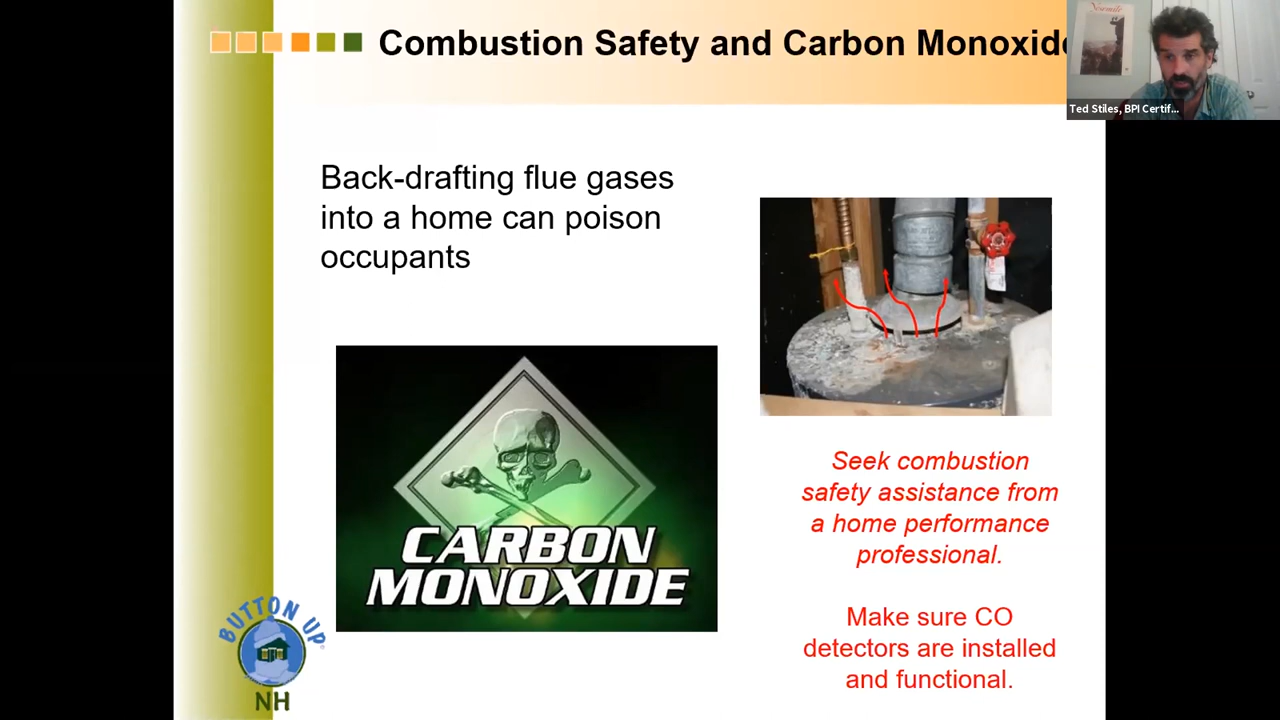 Combustion Safety and Carbon Monoxide
Ted Stiles, BPI Certif...
Back-drafting flue gases
into a home can poison
occupants
CARBON
MONOXIDE
Seek combustion
safety assistance from
a home performance
professional.
Make sure CO
detectors are installed
and functional.
BUTTON UP
NH